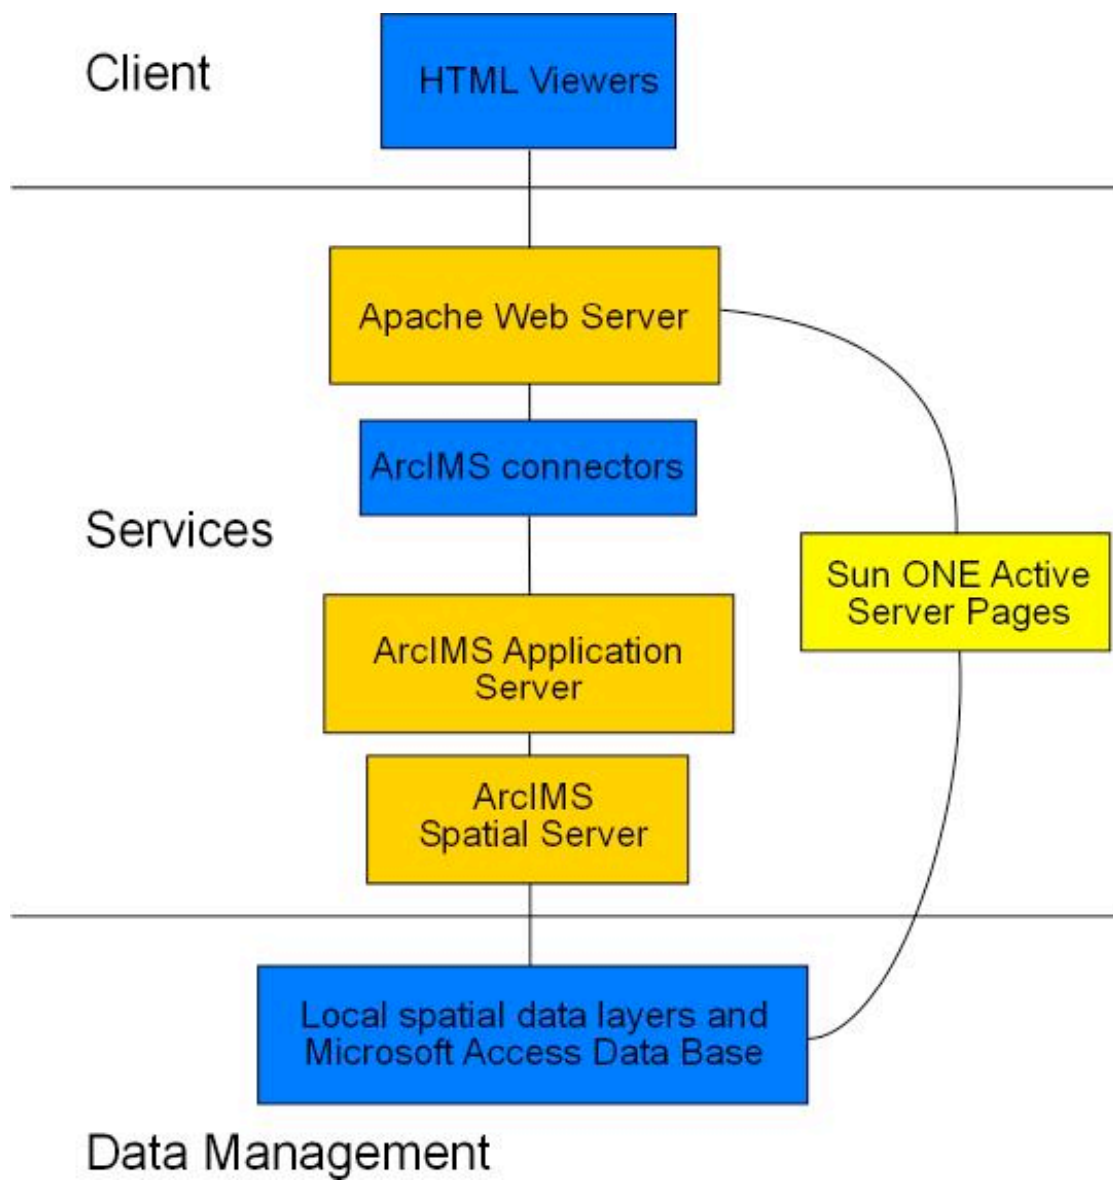 Client
HTML Viewers
Apache Web Server
ArcIMS connectors
Services
Sun ONE Active
Server Pages
ArcIMS Application
Server
ArcIMS
Spatial Server
Local spatial data layers and
Microsoft Access Data Base
Data Management